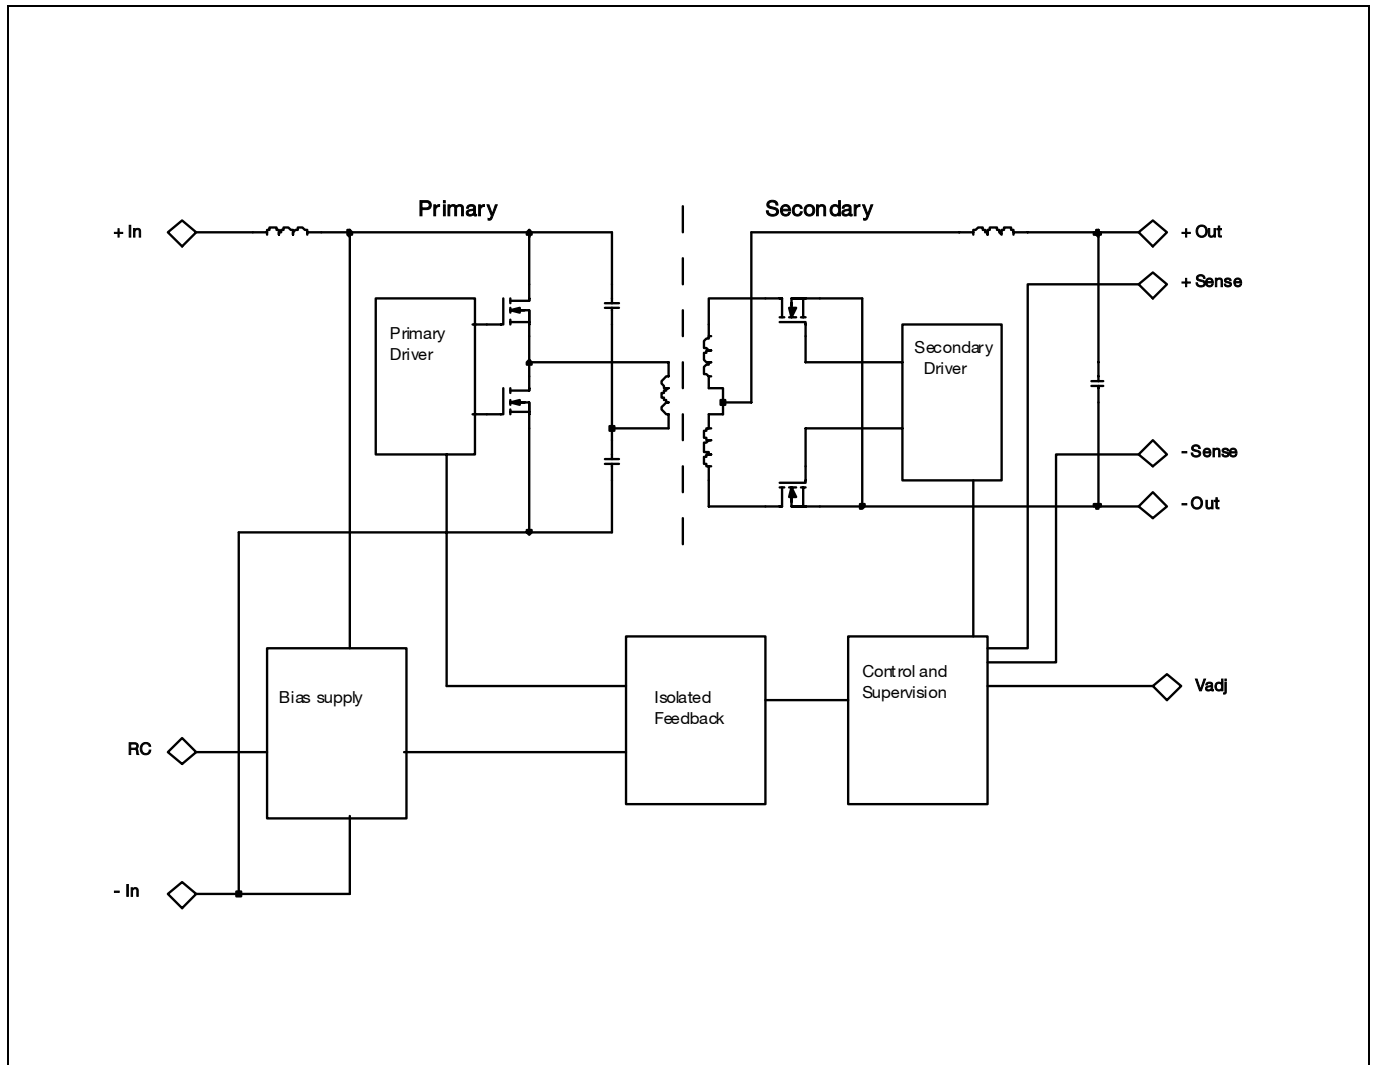 Primary
Secondary
+ In
+ Out
+ Sense
Primary
Driver
Secondary
Driver
- Sense
- Out
Bias supply
Isolated
Feedback
Control and
Supervision
Vadj
RC
- In